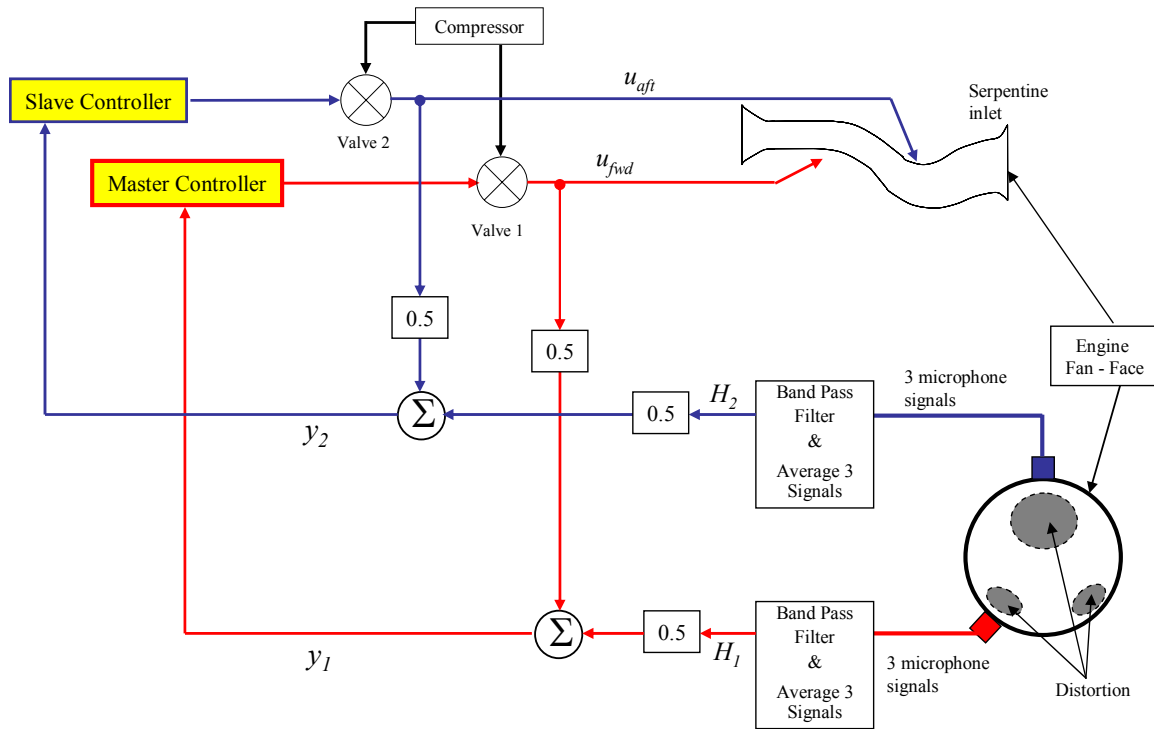 Compressor
Slave Controller
Valve 2
u_aft
Serpentine
inlet
Master Controller
Valve 1
u_fwd
0.5
0.5
Engine
Fan - Face
Σ
y_2
0.5
H_2
Band Pass
Filter
&
Average 3
Signals
3 microphone
signals
Σ
y_1
0.5
H_1
Band Pass
Filter
&
Average 3
Signals
3 microphone
signals
Distortion